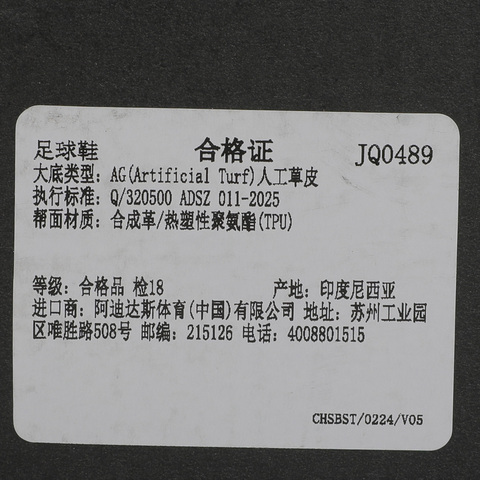 足球鞋 合格证 JQ0489
大底类型: AG(Artificial Turf)人工草皮
执行标准: Q/320500 ADSZ 011-2025
帮面材质: 合成革/热塑性聚氨酯(TPU)
等级: 合格品 检18 产地: 印度尼西亚
进口商: 阿迪达斯体育(中国)有限公司 地址: 苏州工业园
区唯胜路508号 邮编: 215126 电话: 4008801515
CHSBST/0224/V05